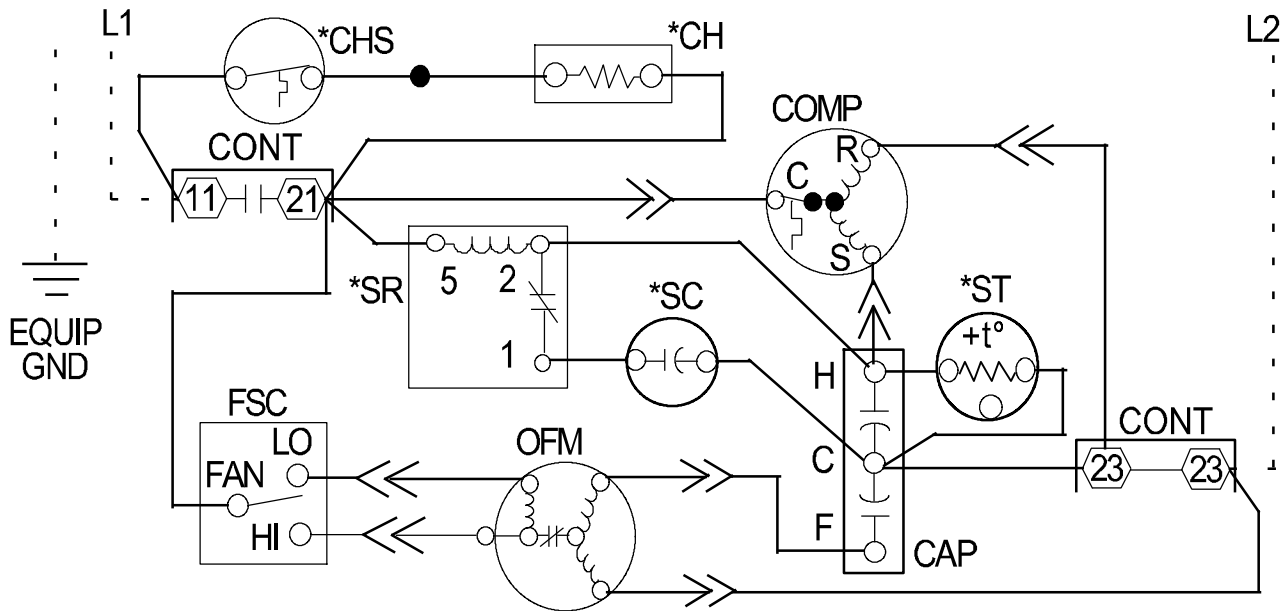 L1
L2
*CHS
*CH
CONT
COMP
R
C
S
11
21
*SR
5
2
1
*SC
*ST
+t°
EQUIP
GND
H
C
F
CAP
FSC
LO
FAN
HI
OFM
CONT
23
23